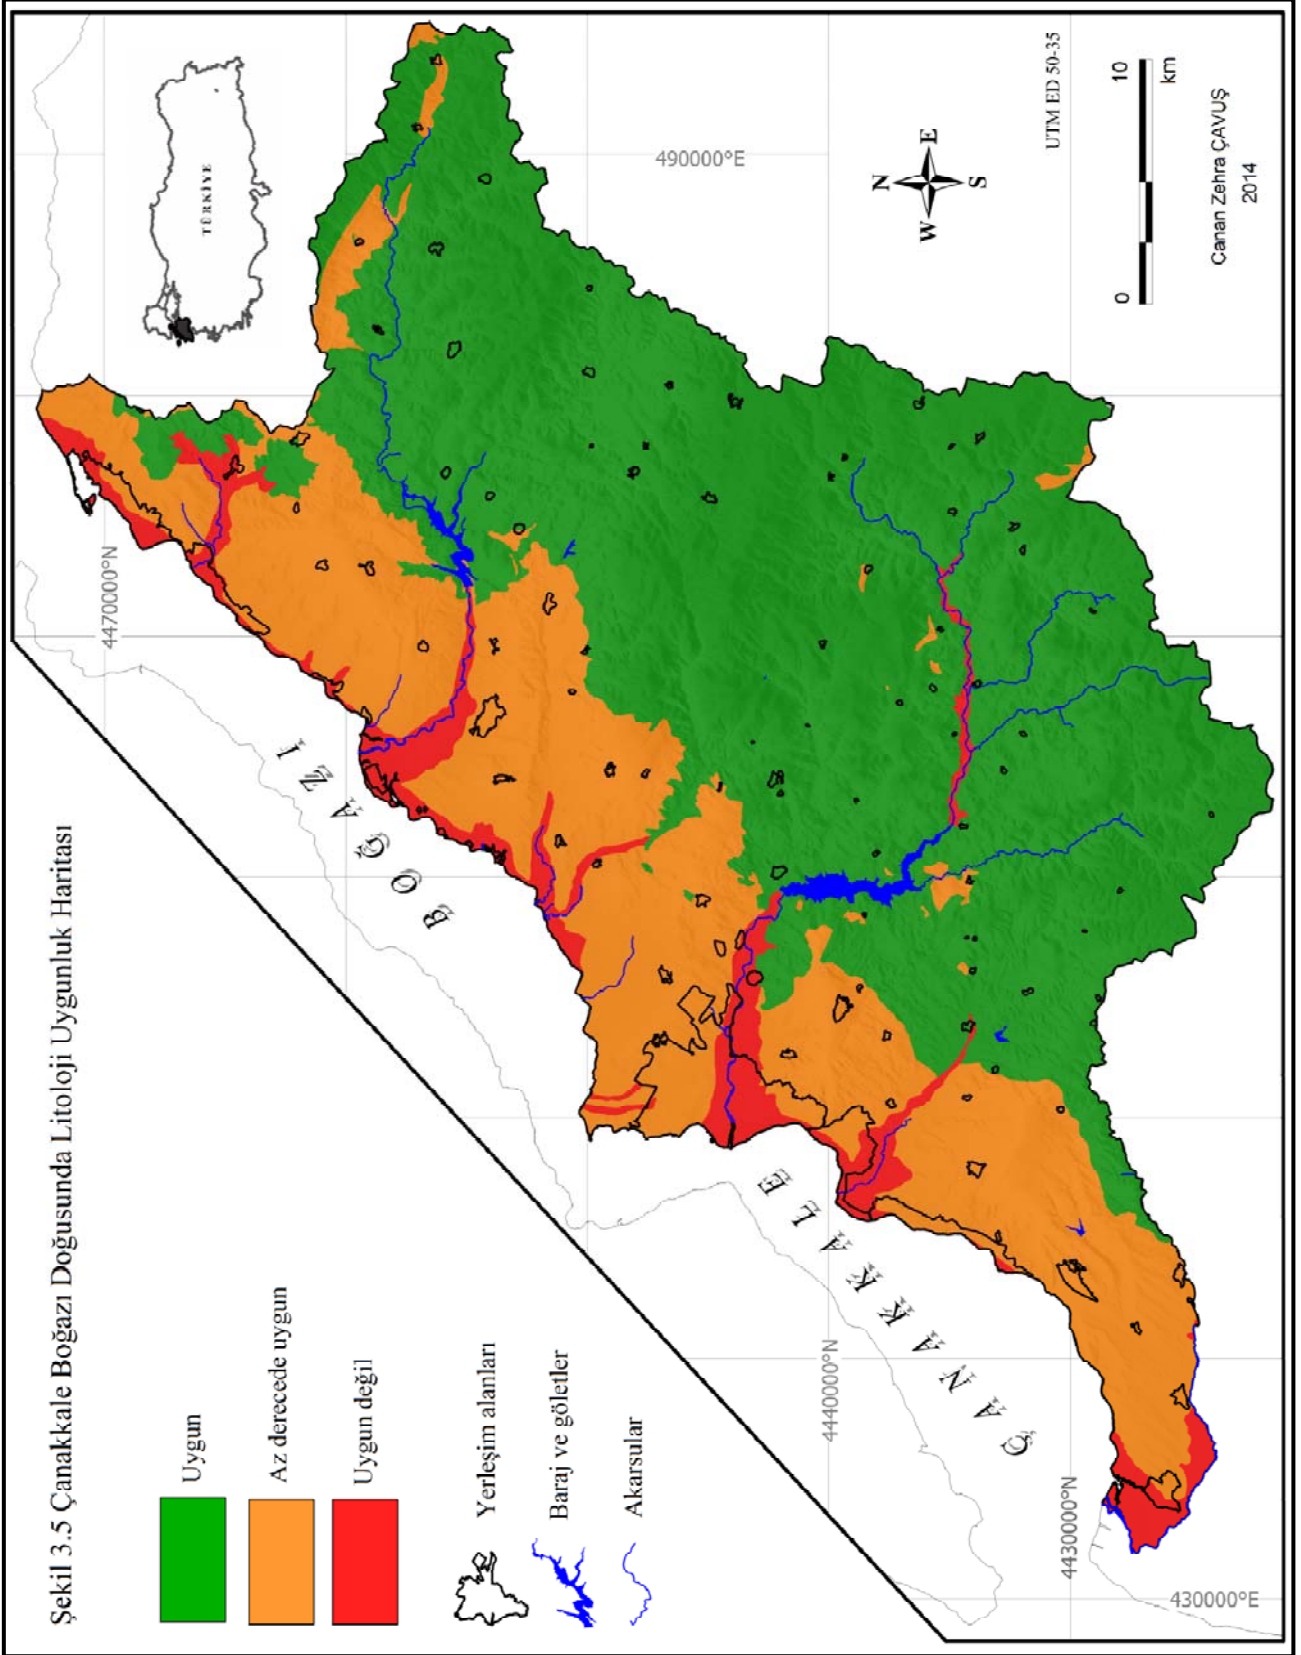 Şekil 3.5 Çanakkale Boğazı Doğusunda Litoloji Uygunluk Haritası
Uygun
Az derecede uygun
Uygun değil
Yerleşim alanları
Baraj ve göletler
Akarsular
TÜRKİYE
ÇANAKKALE
BOĞAZI
4470000°N
4440000°N
4430000°N
430000°E
490000°E
N
W
E
S
UTM ED 50-35
0
10
km
Canan Zehra ÇAVUŞ
2014